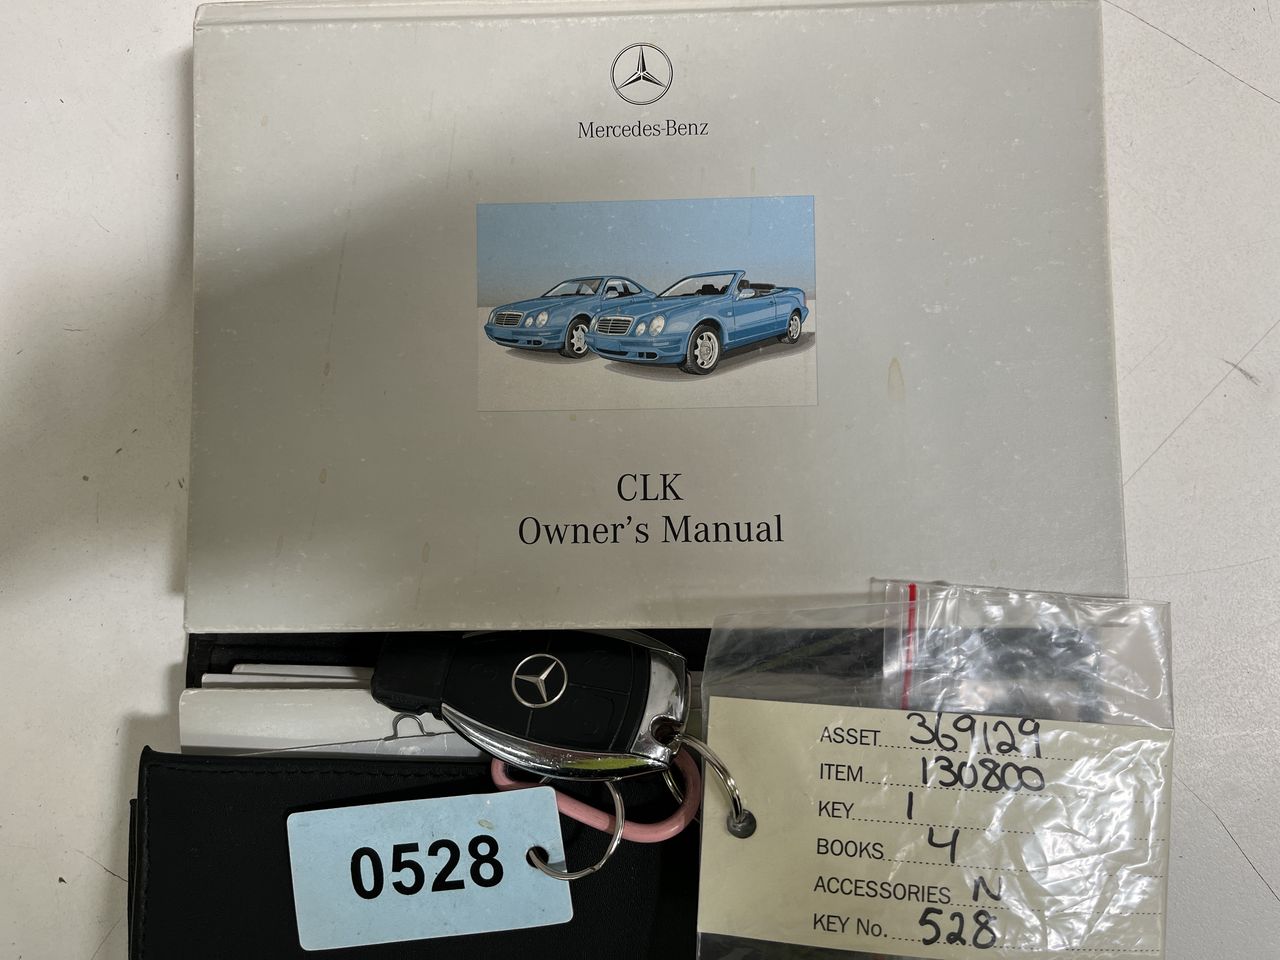 Mercedes-Benz
CLK
Owner's Manual
0528
ASSET 369129
ITEM 130800
KEY 1
BOOKS 4
ACCESSORIES N
KEY No. 528